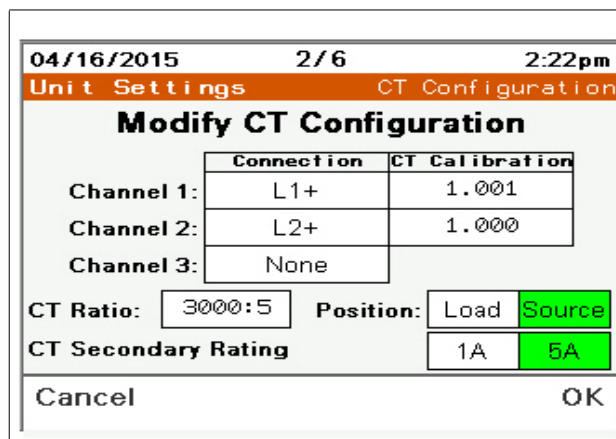 04/16/2015 2/6 2:22pm
Unit Settings CT Configuration
Modify CT Configuration
Connection CT Calibration
Channel 1: L1+ 1.001
Channel 2: L2+ 1.000
Channel 3: None
CT Ratio: 3000:5 Position: Load Source
CT Secondary Rating 1A 5A
Cancel OK